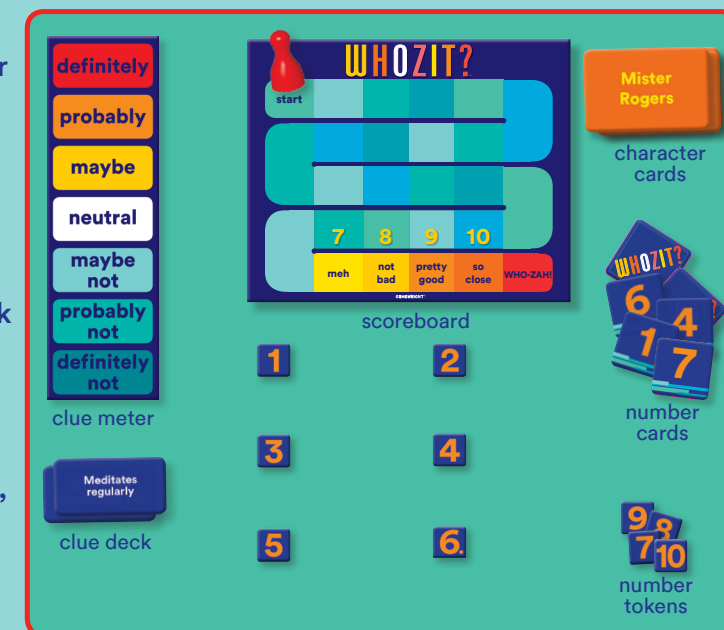 r
k
,
definitely
probably
maybe
neutral
maybe
not
probably
not
definitely
not
clue meter
Meditates
regularly
clue deck
WHOZIT?
start
7 8 9 10
meh
not
bad
pretty
good
so
close
WHO-ZAH!
GAMEWRIGHT
scoreboard
1
2
3
4
5
6.
Mister
Rogers
character
cards
WHOZIT?
6
4
1
7
number
cards
9
8
7
10
number
tokens